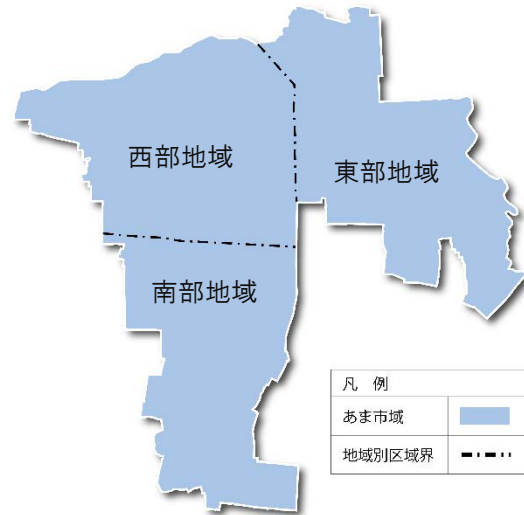 西部地域
東部地域
南部地域
凡 例
あま市域
地域別区域界